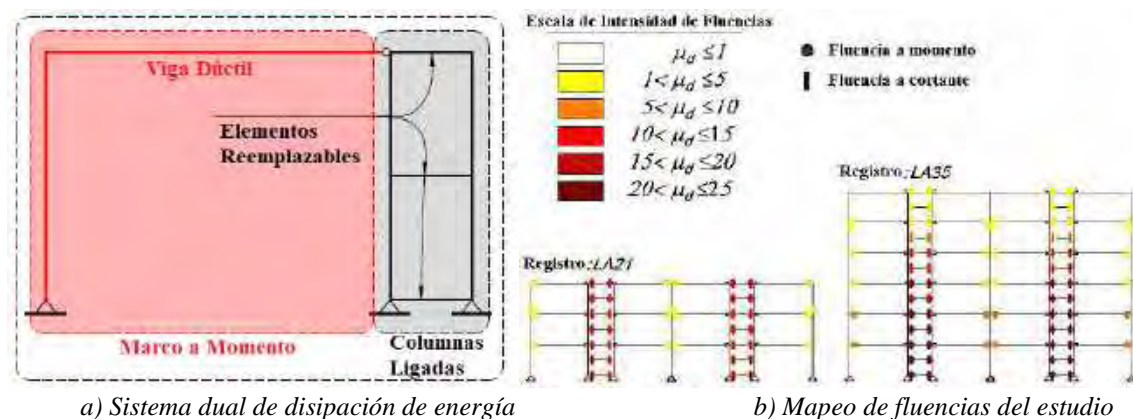 Viga Dúctil
Elementos
Reemplazables
Marco a Momento
Columnas
Ligadas
Escala de Intensidad de Fluencias
μd ≤1
1< μd ≤5
5< μd ≤10
10< μd ≤15
15< μd ≤20
20< μd ≤25
Fluencia a momento
Fluencia a cortante
Registro:LA21
Registro:LA35
a) Sistema dual de disipación de energía
b) Mapeo de fluencias del estudio